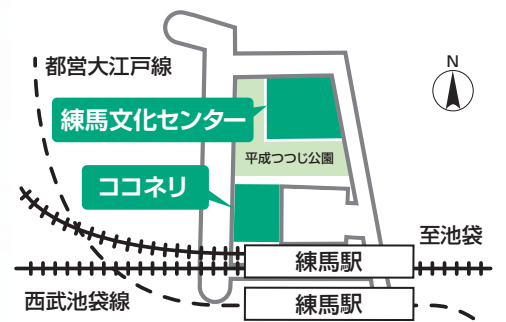 都営大江戸線
N
練馬文化センター
平成つつじ公園
ココネリ
至池袋
練馬駅
西武池袋線
練馬駅